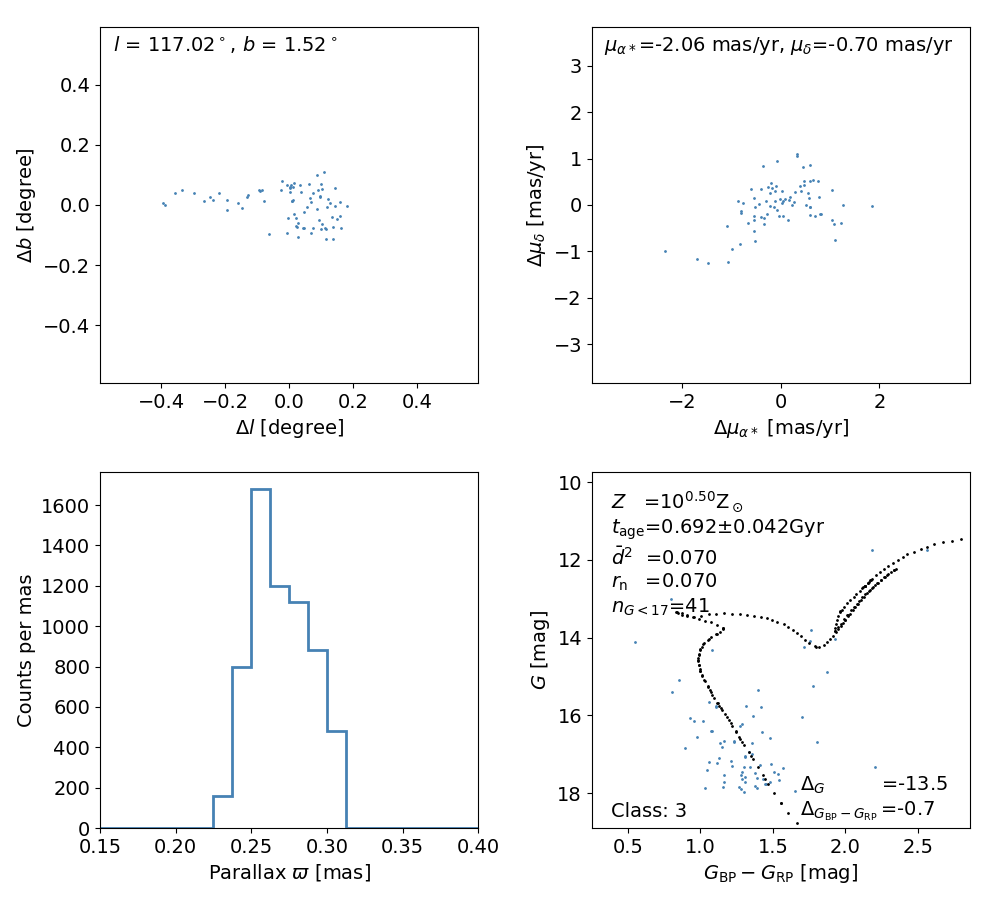 l = 117.02°, b = 1.52°
0.4
0.2
0.0
−0.2
−0.4
Δb [degree]
−0.4 −0.2 0.0 0.2 0.4
Δl [degree]
μα∗=-2.06 mas/yr, μδ=-0.70 mas/yr
3
2
1
0
−1
−2
−3
Δμδ [mas/yr]
−2 0 2
Δμα∗ [mas/yr]
1600
1400
1200
1000
800
600
400
200
0
Counts per mas
0.15 0.20 0.25 0.30 0.35 0.40
Parallax ϖ [mas]
Z =10^0.50 Z⊙
t_age=0.692±0.042Gyr
d̄² =0.070
r_n =0.070
n_G<17=41
10
12
14
16
18
G [mag]
Δ_G =-13.5
Δ_GBP−GRP =-0.7
Class: 3
0.5 1.0 1.5 2.0 2.5
G_BP − G_RP [mag]